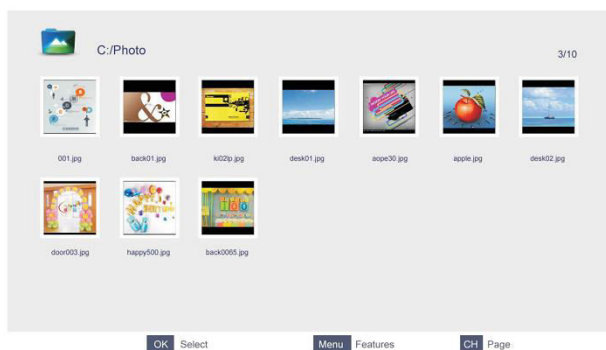 C:/Photo
3/10
001.jpg back01.jpg ki02lp.jpg desk01.jpg aope30.jpg apple.jpg desk02.jpg
door003.jpg happy500.jpg back0065.jpg
OK Select Menu Features CH Page